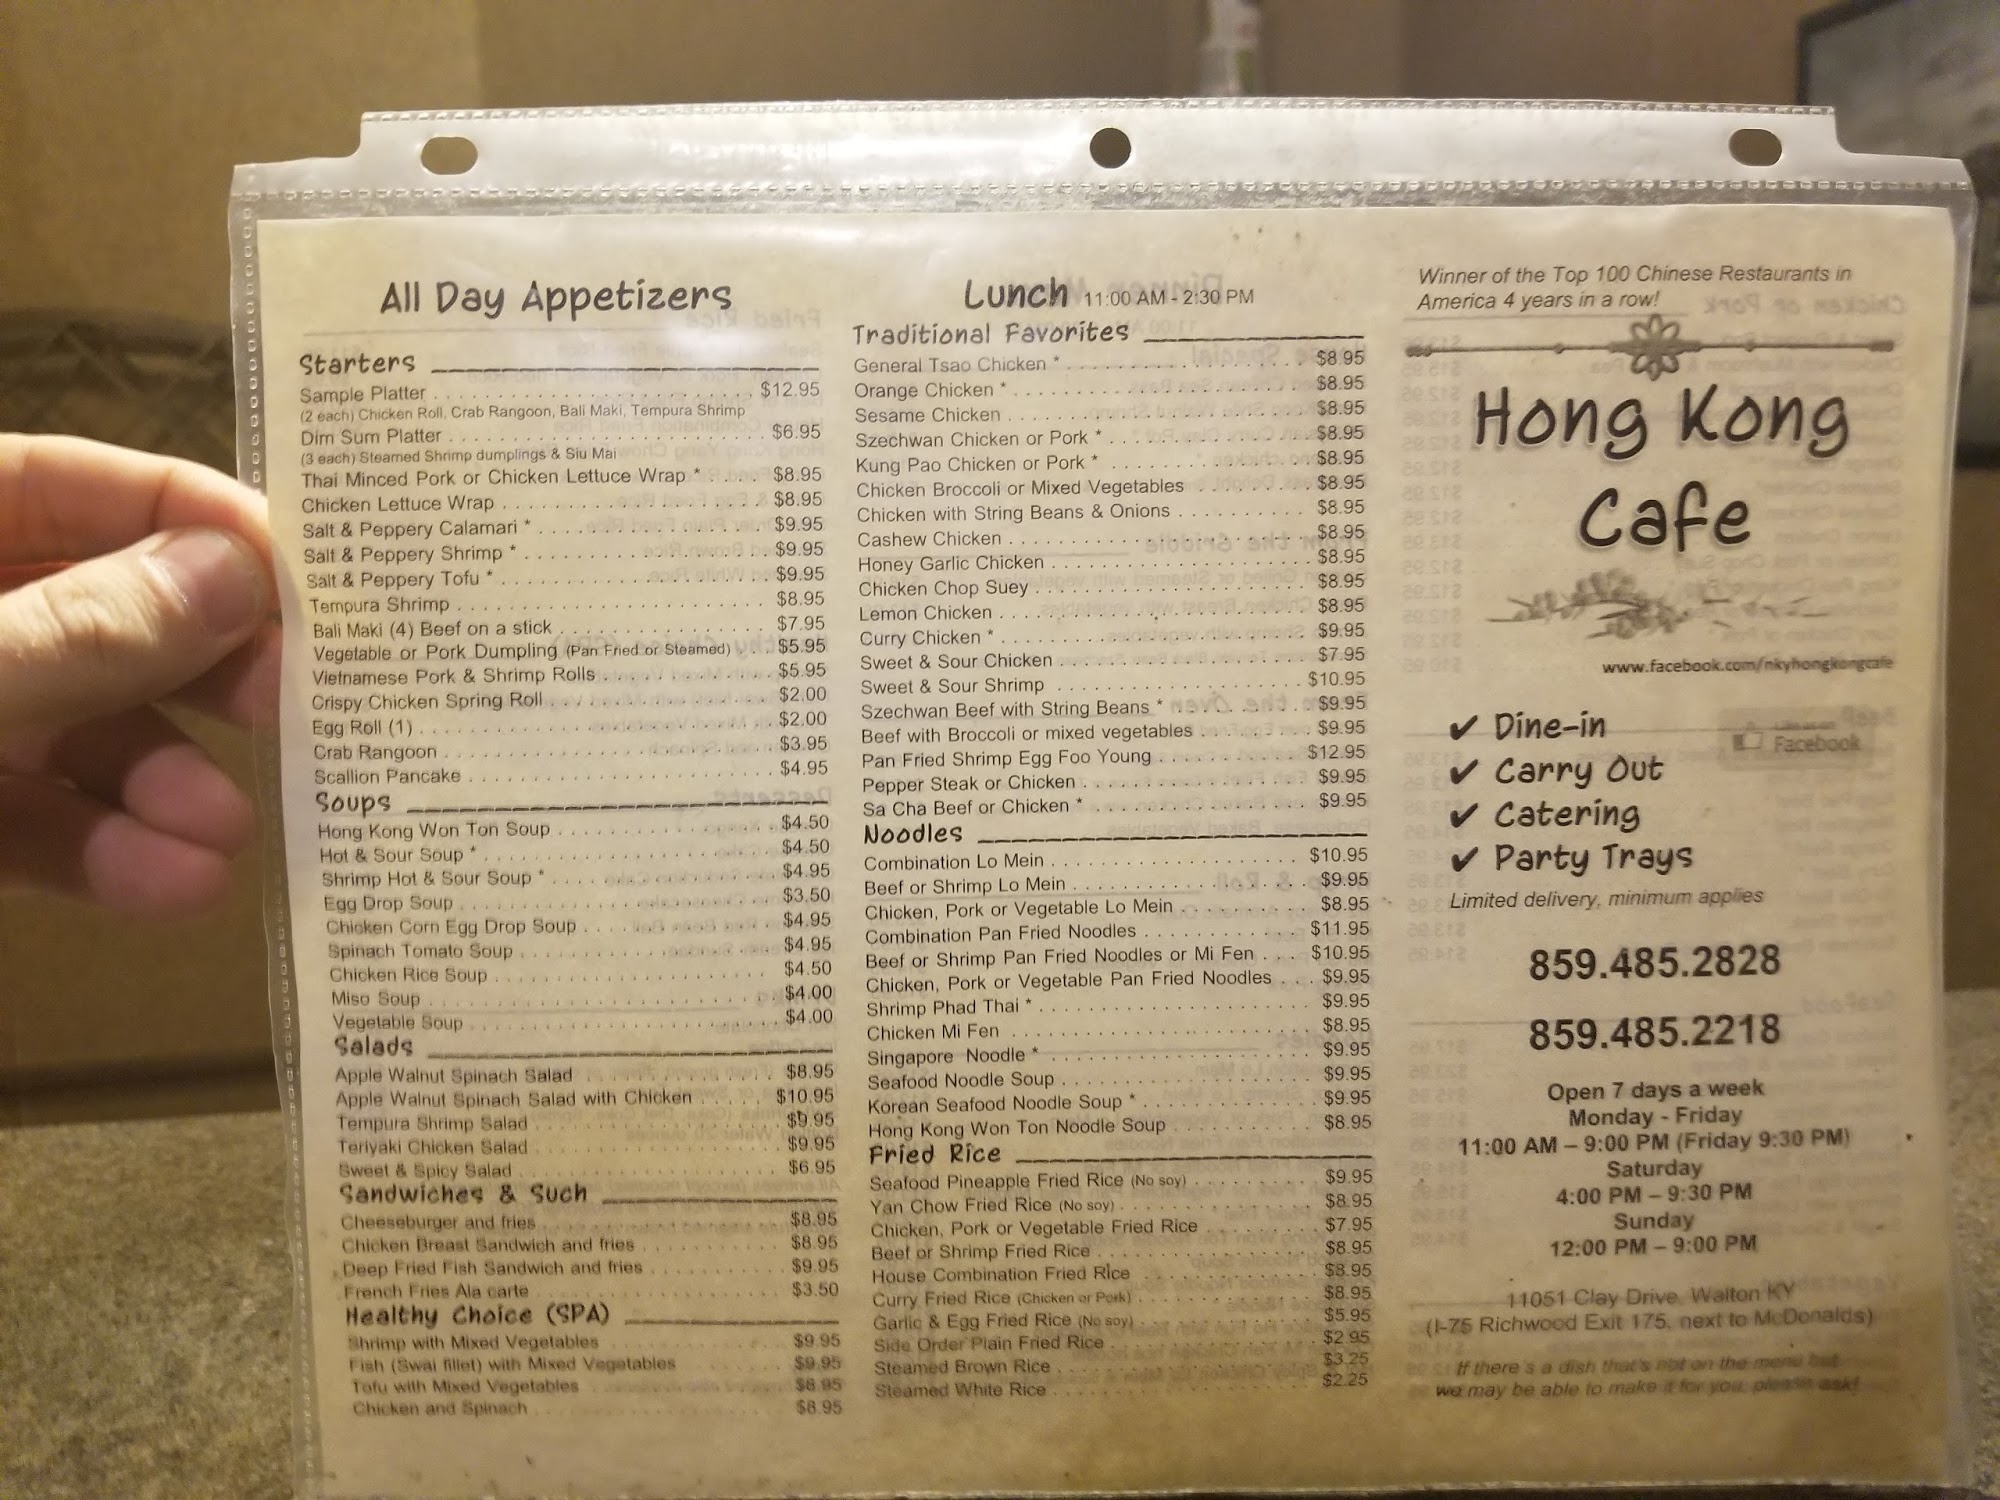 All Day Appetizers
Starters
Sample Platter $12.95
(2 each) Chicken Roll, Crab Rangoon, Bali Maki, Tempura Shrimp
Dim Sum Platter $6.95
(3 each) Steamed Shrimp dumplings & Siu Mai
Thai Minced Pork or Chicken Lettuce Wrap * $8.95
Chicken Lettuce Wrap $8.95
Salt & Peppery Calamari * $9.95
Salt & Peppery Shrimp * $9.95
Salt & Peppery Tofu * $9.95
Tempura Shrimp $8.95
Bali Maki (4) Beef on a stick $7.95
Vegetable or Pork Dumpling (Pan Fried or Steamed) $5.95
Vietnamese Pork & Shrimp Rolls $5.95
Crispy Chicken Spring Roll $2.00
Egg Roll (1) $2.00
Crab Rangoon $3.95
Scallion Pancake $4.95
Soups
Hong Kong Won Ton Soup $4.50
Hot & Sour Soup * $4.50
Shrimp Hot & Sour Soup * $4.95
Egg Drop Soup $3.50
Chicken Corn Egg Drop Soup $4.95
Spinach Tomato Soup $4.95
Chicken Rice Soup $4.50
Miso Soup $4.00
Vegetable Soup $4.00
Salads
Apple Walnut Spinach Salad $8.95
Apple Walnut Spinach Salad with Chicken $10.95
Tempura Shrimp Salad $9.95
Teriyaki Chicken Salad $9.95
Sweet & Spicy Salad $6.95
Sandwiches & Such
Cheeseburger and fries $8.95
Chicken Breast Sandwich and fries $8.95
Deep Fried Fish Sandwich and fries $9.95
French Fries Ala carte $3.50
Healthy Choice (SPA)
Shrimp with Mixed Vegetables $9.95
Fish (Swai fillet) with Mixed Vegetables $9.95
Tofu with Mixed Vegetables $8.95
Chicken and Spinach $8.95
Lunch 11:00 AM - 2:30 PM
Traditional Favorites
General Tsao Chicken * $8.95
Orange Chicken * $8.95
Sesame Chicken $8.95
Szechwan Chicken or Pork * $8.95
Kung Pao Chicken or Pork * $8.95
Chicken Broccoli or Mixed Vegetables $8.95
Chicken with String Beans & Onions $8.95
Cashew Chicken $8.95
Honey Garlic Chicken $8.95
Chicken Chop Suey $8.95
Lemon Chicken $8.95
Curry Chicken * $9.95
Sweet & Sour Chicken $7.95
Sweet & Sour Shrimp $10.95
Szechwan Beef with String Beans * $9.95
Beef with Broccoli or mixed vegetables $9.95
Pan Fried Shrimp Egg Foo Young $12.95
Pepper Steak or Chicken $9.95
Sa Cha Beef or Chicken * $9.95
Noodles
Combination Lo Mein $10.95
Beef or Shrimp Lo Mein $9.95
Chicken, Pork or Vegetable Lo Mein $8.95
Combination Pan Fried Noodles $11.95
Beef or Shrimp Pan Fried Noodles or Mi Fen $10.95
Chicken, Pork or Vegetable Pan Fried Noodles $9.95
Shrimp Phad Thai * $9.95
Chicken Mi Fen $8.95
Singapore Noodle * $9.95
Seafood Noodle Soup $9.95
Korean Seafood Noodle Soup * $9.95
Hong Kong Won Ton Noodle Soup $8.95
Fried Rice
Seafood Pineapple Fried Rice (No soy) $9.95
Yan Chow Fried Rice (No soy) $8.95
Chicken, Pork or Vegetable Fried Rice $7.95
Beef or Shrimp Fried Rice $8.95
House Combination Fried Rice $8.95
Curry Fried Rice (Chicken or Pork) $8.95
Garlic & Egg Fried Rice (No soy) $5.95
Side Order Plain Fried Rice $2.95
Steamed Brown Rice $3.25
Steamed White Rice $2.25
Winner of the Top 100 Chinese Restaurants in
America 4 years in a row!
Hong Kong
Cafe
www.facebook.com/nkyhongkongcafe
✔ Dine-in
Facebook
✔ Carry Out
✔ Catering
✔ Party Trays
Limited delivery, minimum applies
859.485.2828
859.485.2218
Open 7 days a week
Monday - Friday
11:00 AM – 9:00 PM (Friday 9:30 PM)
Saturday
4:00 PM – 9:30 PM
Sunday
12:00 PM – 9:00 PM
11051 Clay Drive, Walton KY
(I-75 Richwood Exit 175, next to McDonalds)
If there's a dish that's not on the menu but
we may be able to make it for you, please ask!